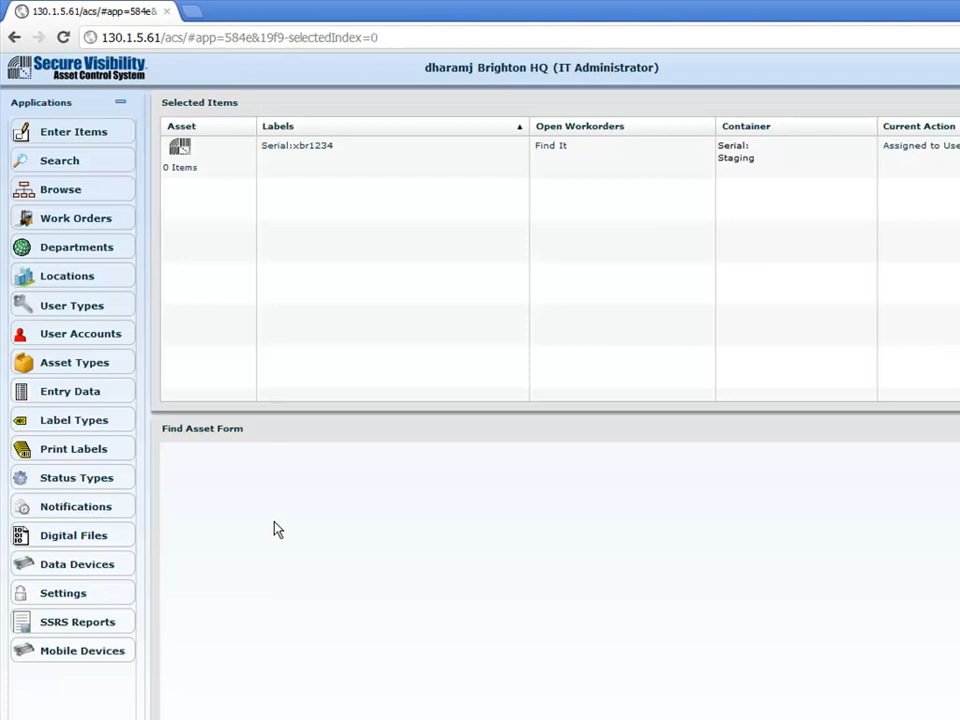 130.1.5.61/acs/#app=584e&
130.1.5.61/acs/#app=584e&19f9-selectedIndex=0
Secure Visibility
Asset Control System
dharamj Brighton HQ (IT Administrator)
Applications
Enter Items
Search
Browse
Work Orders
Departments
Locations
User Types
User Accounts
Asset Types
Entry Data
Label Types
Print Labels
Status Types
Notifications
Digital Files
Data Devices
Settings
SSRS Reports
Mobile Devices
Selected Items
Asset Labels Open Workorders Container Current Action
0 Items
Serial:xbr1234
Find It
Serial:
Staging
Assigned to Use
Find Asset Form